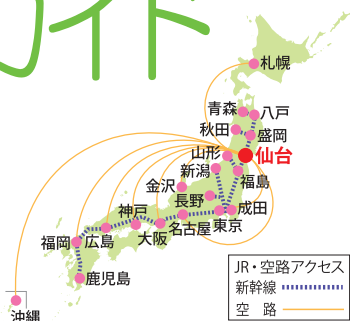 ガイド
札幌
青森
八戸
秋田
盛岡
山形
仙台
新潟
福島
金沢
長野
成田
神戸
名古屋
東京
福岡
広島
大阪
鹿児島
沖縄
JR・空路アクセス
新幹線
空 路